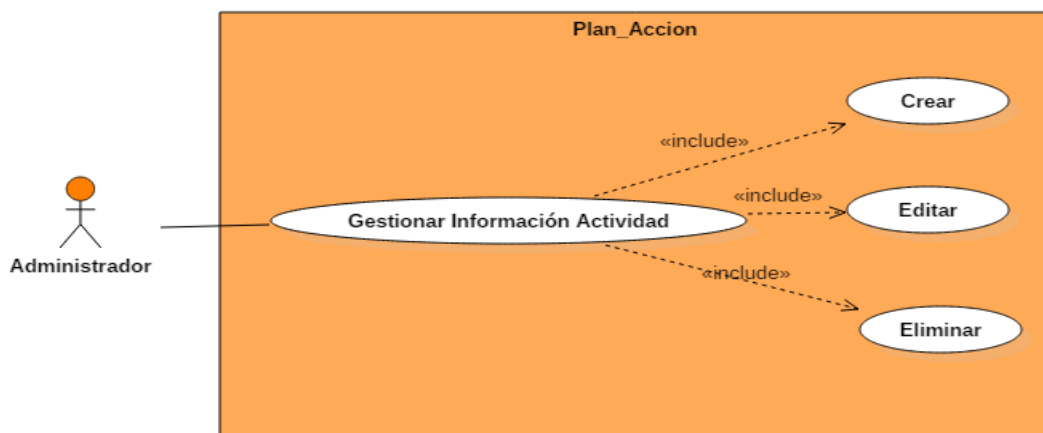 Plan_Accion
Crear
«include»
«include»
Editar
Gestionar Información Actividad
Administrador
«include»
Eliminar